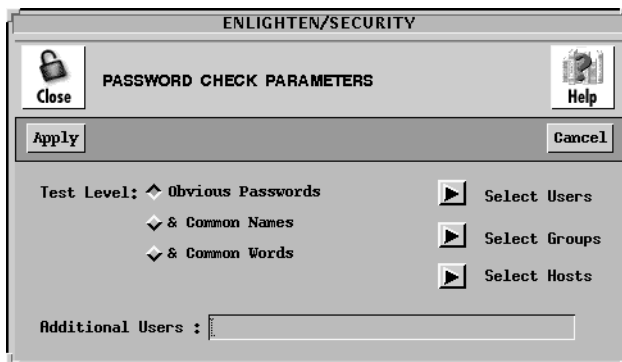 ENLIGHTEN/SECURITY
Close
PASSWORD CHECK PARAMETERS
Help
Apply
Cancel
Test Level: Obvious Passwords
& Common Names
& Common Words
Select Users
Select Groups
Select Hosts
Additional Users :